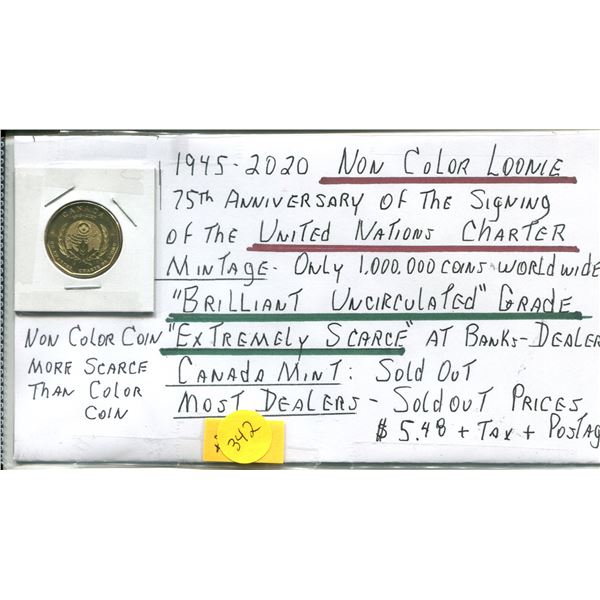 1945-2020 NON COLOR LOONIE
75TH ANNIVERSARY OF THE SIGNING
OF THE UNITED NATIONS CHARTER
MINTAGE- ONLY 1,000,000 COINS WORLDWIDE
"BRILLIANT UNCIRCULATED" GRADE
"EXTREMELY SCARCE" AT BANKS-DEALER
CANADA MINT: SOLD OUT
MOST DEALERS - SOLDOUT PRICES
$5.48 + TAX + POSTAG
CANADA
NON COLOR COIN
MORE SCARCE
THAN COLOR
COIN
342